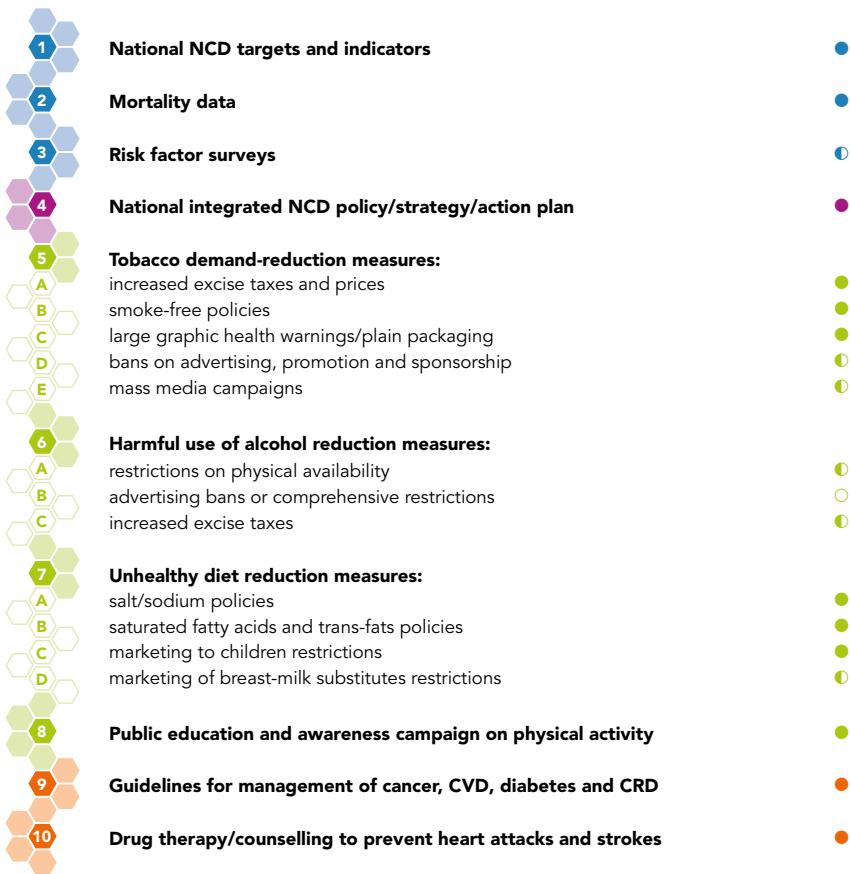 1 National NCD targets and indicators
2 Mortality data
3 Risk factor surveys
4 National integrated NCD policy/strategy/action plan
5 Tobacco demand-reduction measures:
A increased excise taxes and prices
B smoke-free policies
C large graphic health warnings/plain packaging
D bans on advertising, promotion and sponsorship
E mass media campaigns
6 Harmful use of alcohol reduction measures:
A restrictions on physical availability
B advertising bans or comprehensive restrictions
C increased excise taxes
7 Unhealthy diet reduction measures:
A salt/sodium policies
B saturated fatty acids and trans-fats policies
C marketing to children restrictions
D marketing of breast-milk substitutes restrictions
8 Public education and awareness campaign on physical activity
9 Guidelines for management of cancer, CVD, diabetes and CRD
10 Drug therapy/counselling to prevent heart attacks and strokes